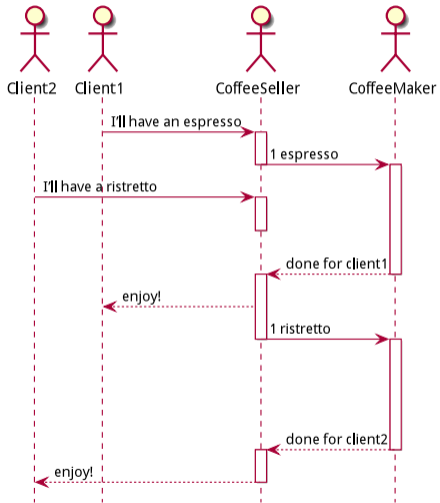 Client2 Client1 CoffeeSeller CoffeeMaker
I'll have an espresso
1 espresso
I'll have a ristretto
done for client1
enjoy!
1 ristretto
done for client2
enjoy!